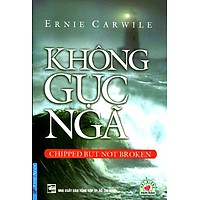 ERNIE CARWILE
KHÔNG
GỤC
NGÃ
CHIPPED BUT NOT BROKEN
NHÀ XUẤT BẢN TỔNG HỢP TP. HỒ CHÍ MINH